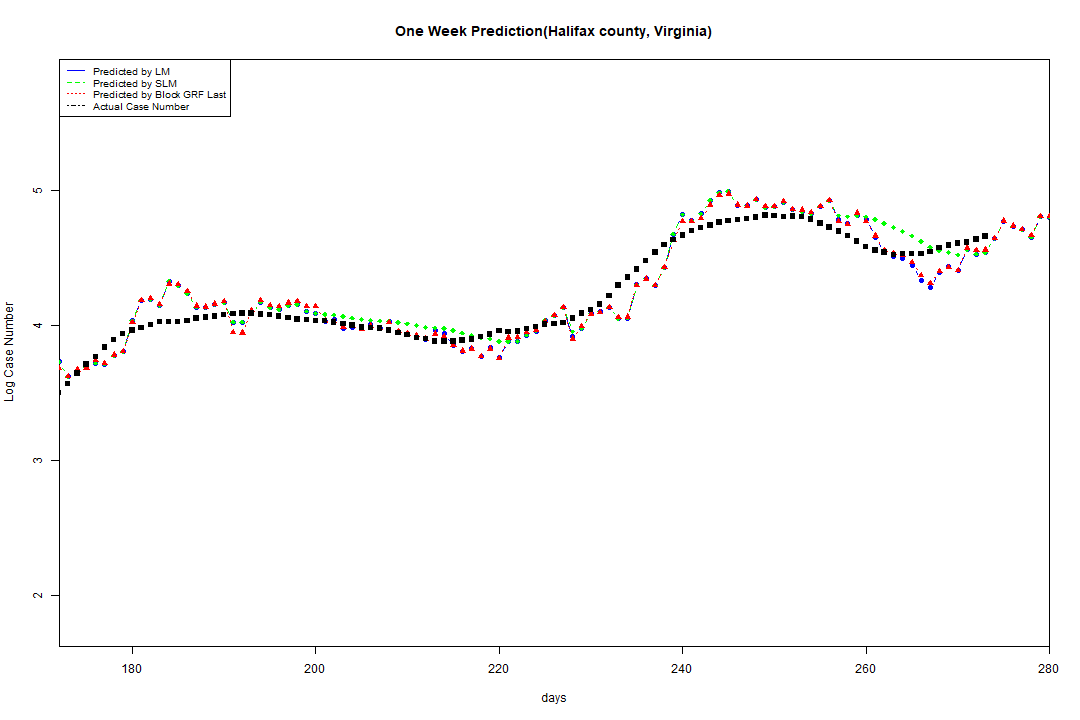 One Week Prediction(Halifax county, Virginia)
Predicted by LM
Predicted by SLM
Predicted by Block GRF Last
Actual Case Number
5
4
3
2
Log Case Number
180 200 220 240 260 280
days